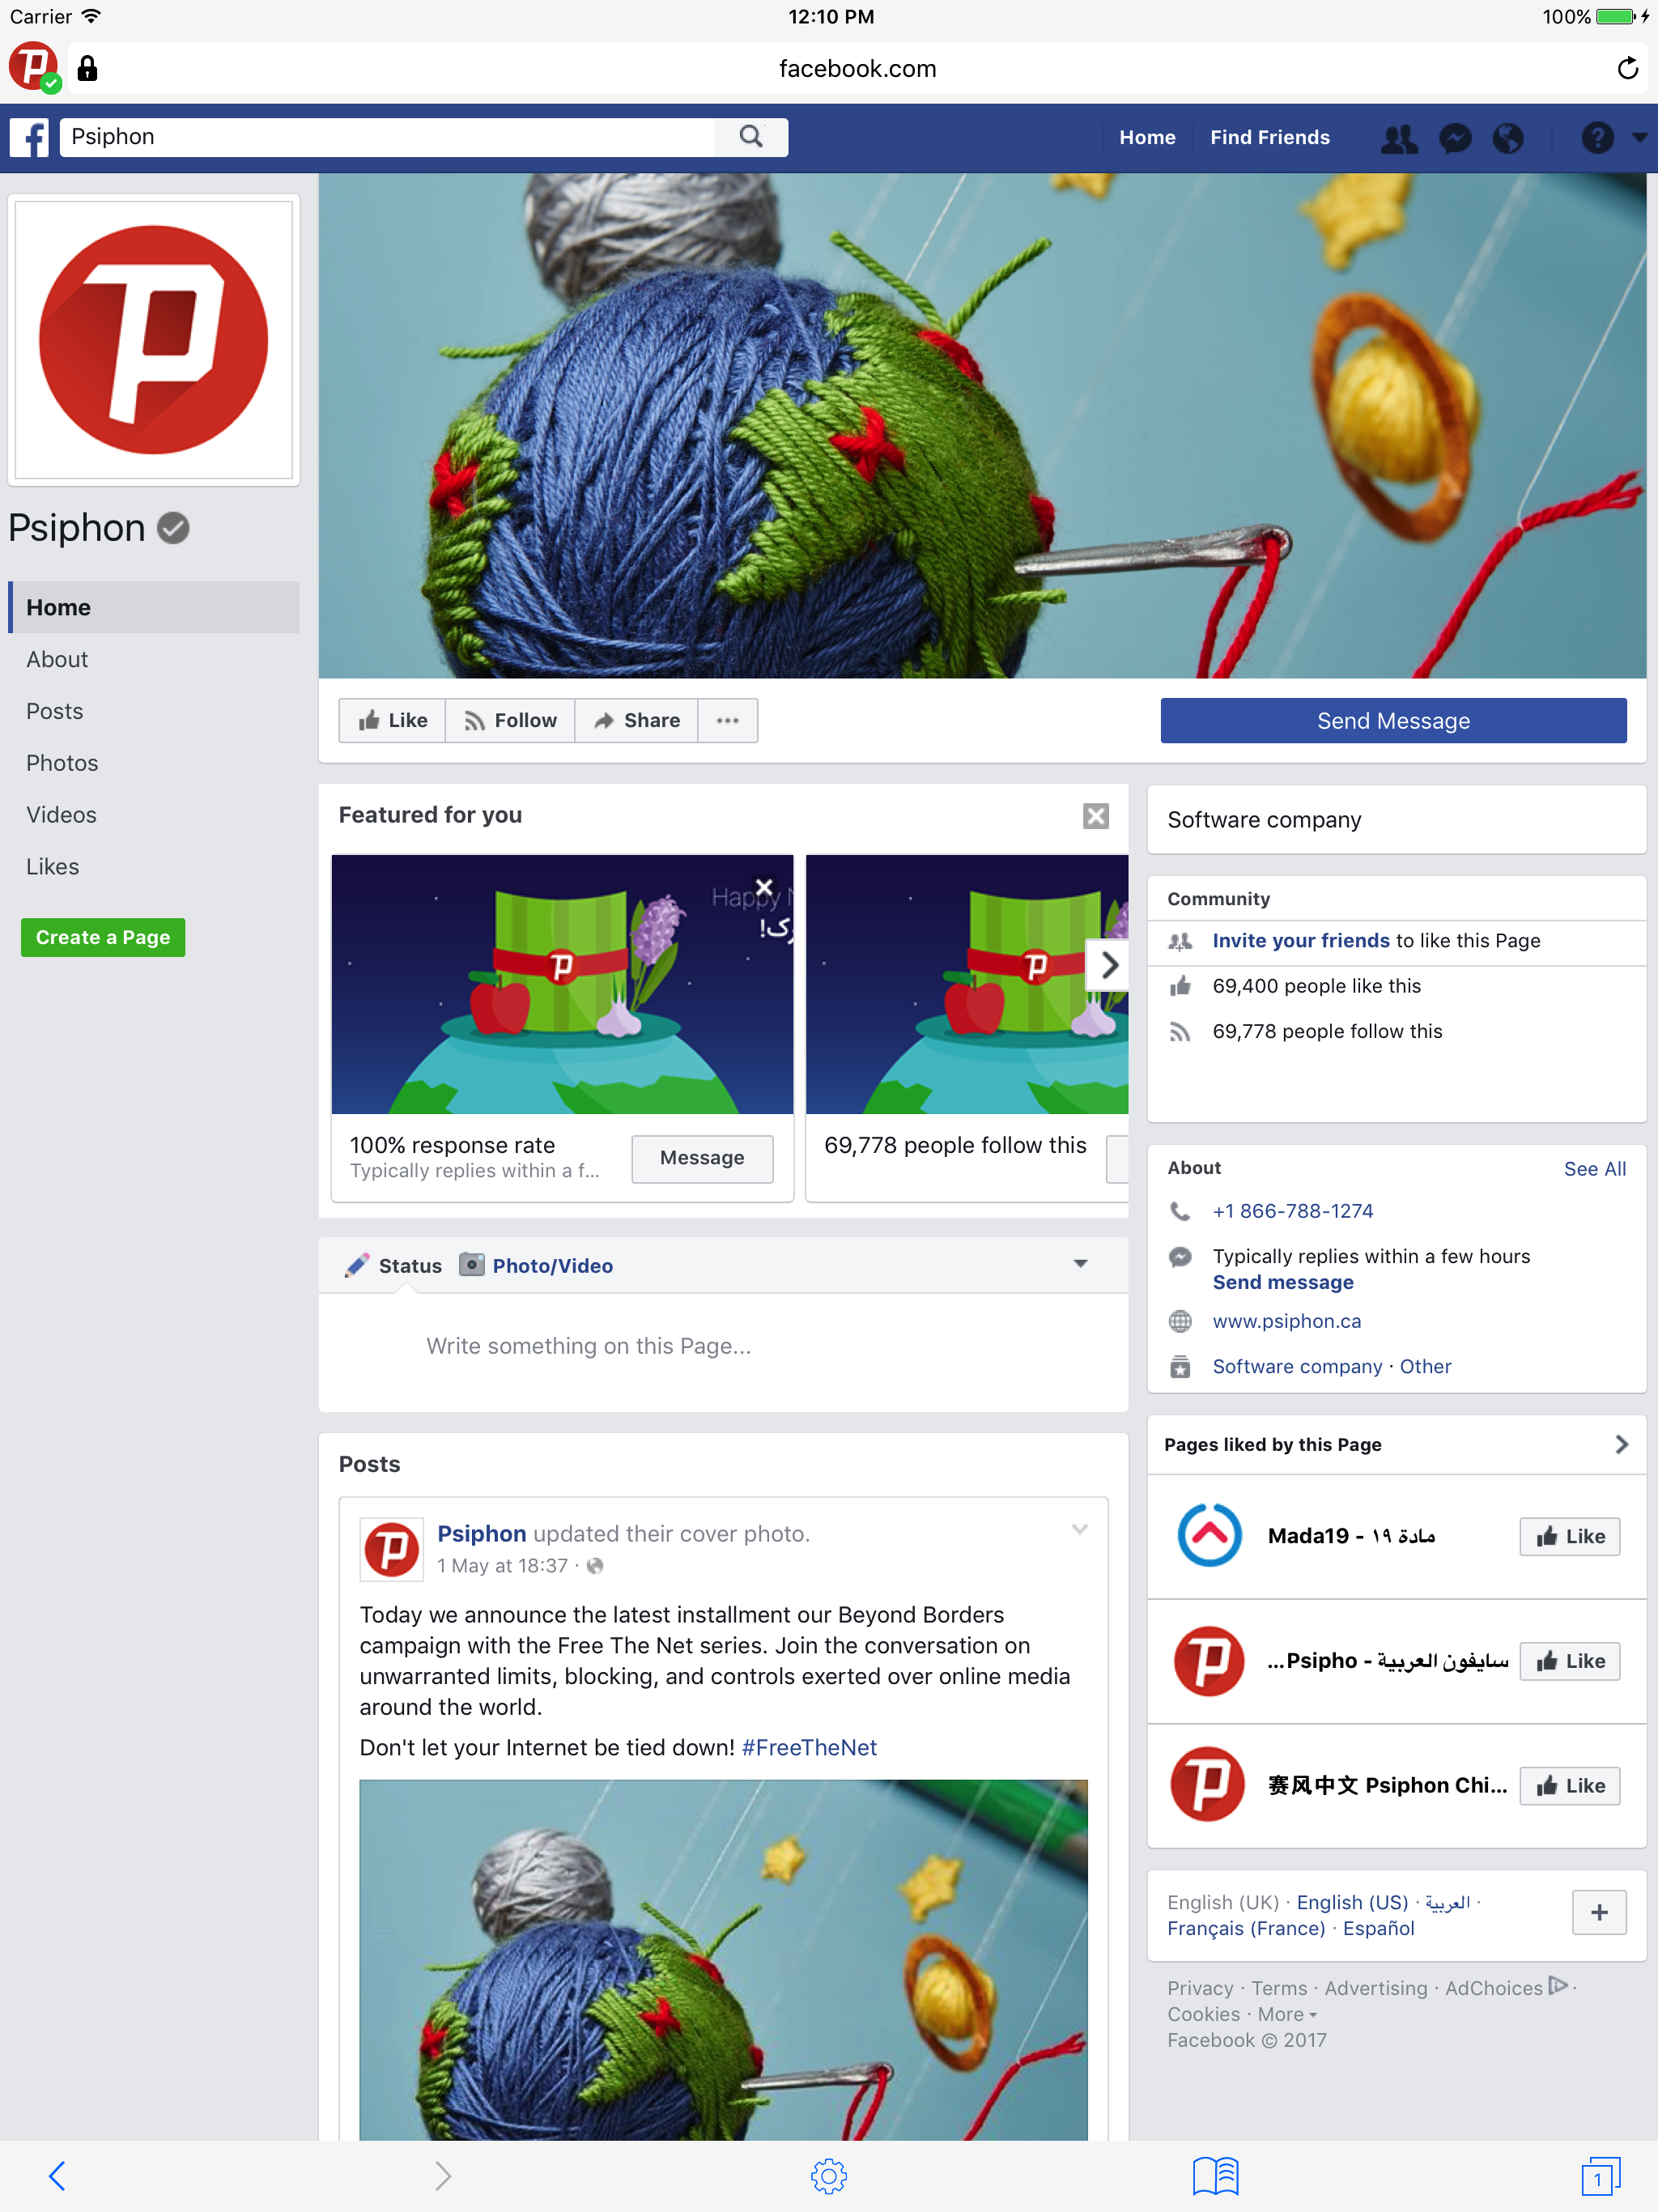 Carrier
12:10 PM
100%
facebook.com
Psiphon
Home
Find Friends
Psiphon
Home
About
Posts
Photos
Videos
Likes
Create a Page
Like
Follow
Share
Send Message
Featured for you
Happy
100% response rate
Typically replies within a f...
Message
69,778 people follow this
Status
Photo/Video
Write something on this Page...
Posts
Psiphon updated their cover photo.
1 May at 18:37 ·
Today we announce the latest installment our Beyond Borders
campaign with the Free The Net series. Join the conversation on
unwarranted limits, blocking, and controls exerted over online media
around the world.
Don't let your Internet be tied down! #FreeTheNet
Software company
Community
Invite your friends to like this Page
69,400 people like this
69,778 people follow this
About
See All
+1 866-788-1274
Typically replies within a few hours
Send message
www.psiphon.ca
Software company · Other
Pages liked by this Page
Mada19 - مادة ١٩
Like
سايفون العربية - Psipho...
Like
赛风中文 Psiphon Chi...
Like
English (UK) · English (US) · العربية ·
Français (France) · Español
+
Privacy · Terms · Advertising · AdChoices ·
Cookies · More
Facebook © 2017
1